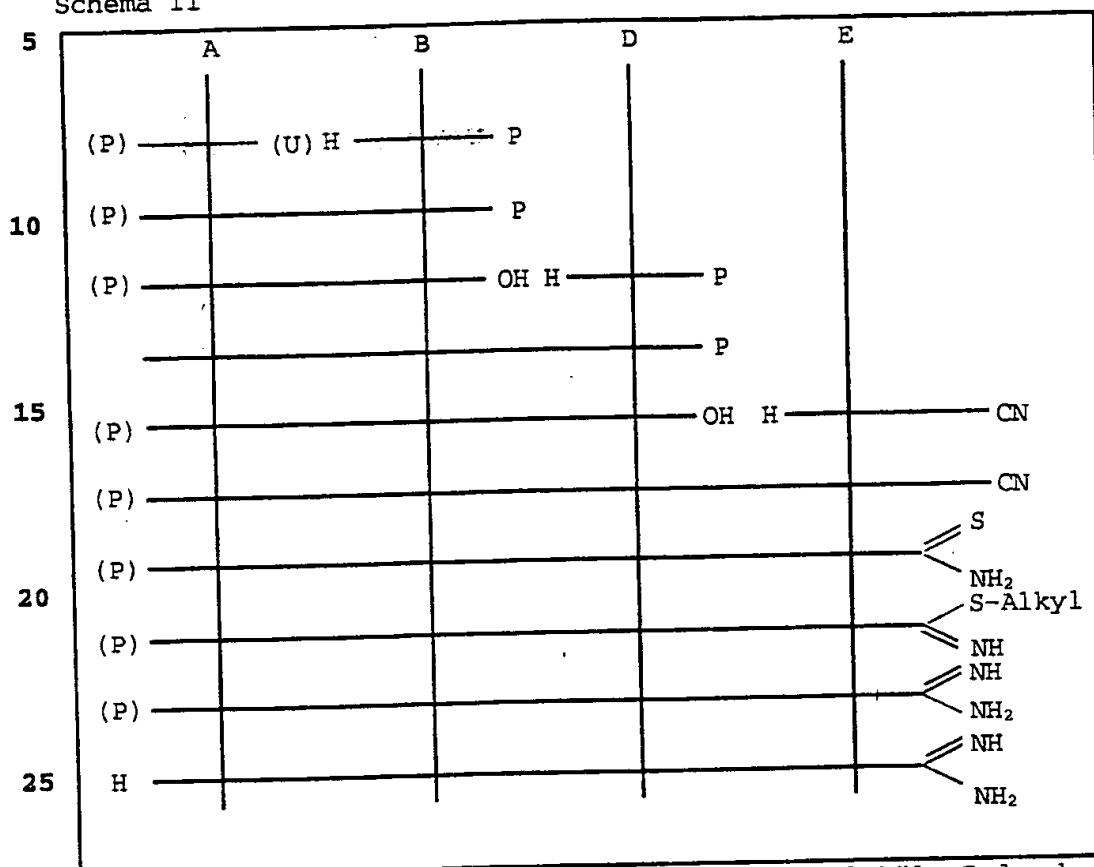 Schema II
5
A B D E
(P) (U) H P
10 (P) P
(P) OH H P
P
15 (P) OH H CN
(P) CN
(P) S
NH₂
20 S-Alkyl
(P) NH
NH
(P) NH₂
NH
25 H
NH₂